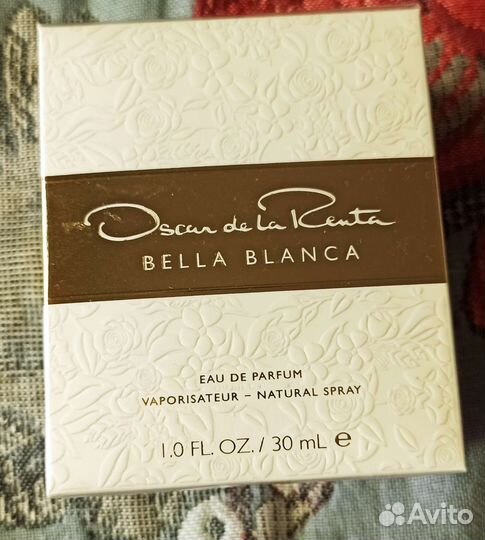 Oscar de la Renta
BELLA BLANCA
EAU DE PARFUM
VAPORISATEUR – NATURAL SPRAY
1.0 FL. OZ. / 30 mL ℮
Avito